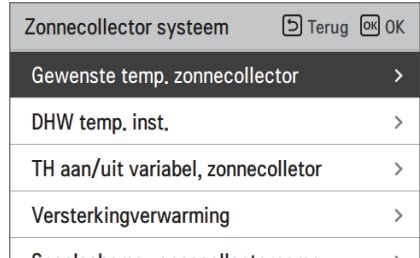 Zonnecollector systeem Terug OK OK
Gewenste temp. zonnecollector
DHW temp. inst.
TH aan/uit variabel, zonnecolletor
Versterkingverwarming